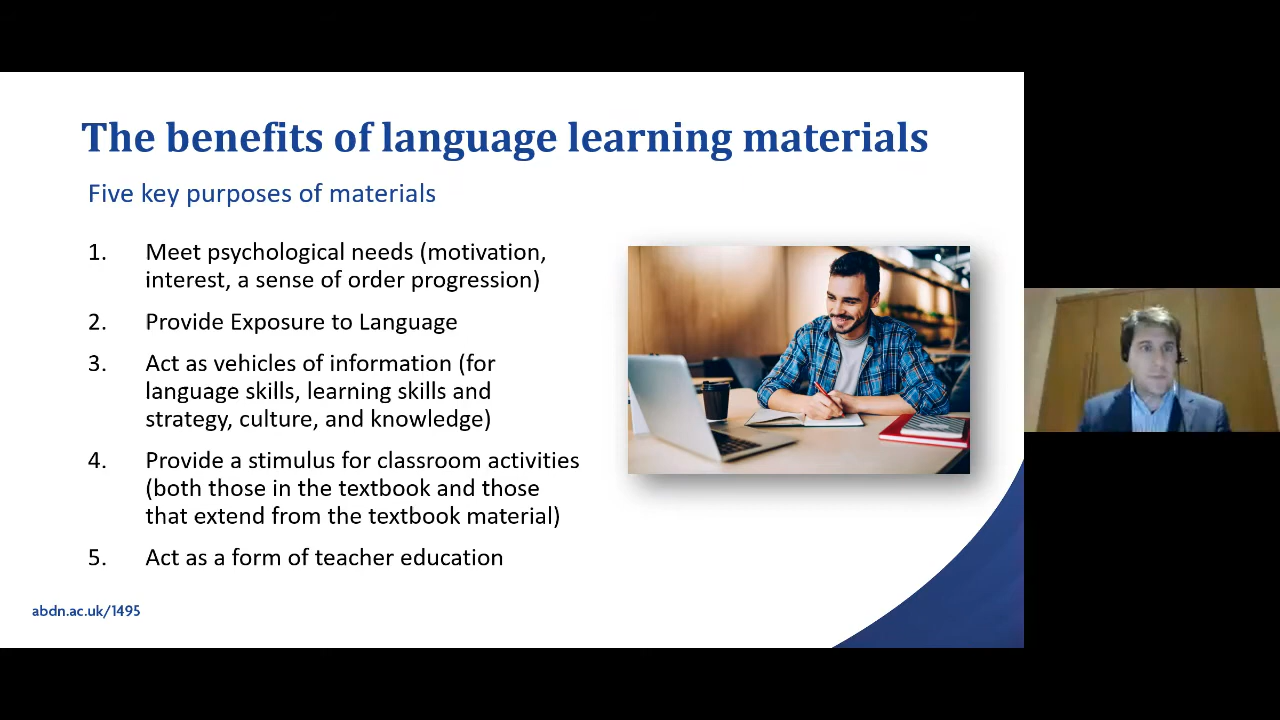 The benefits of language learning materials
Five key purposes of materials
1. Meet psychological needs (motivation,
interest, a sense of order progression)
2. Provide Exposure to Language
3. Act as vehicles of information (for
language skills, learning skills and
strategy, culture, and knowledge)
4. Provide a stimulus for classroom activities
(both those in the textbook and those
that extend from the textbook material)
5. Act as a form of teacher education
abdn.ac.uk/1495